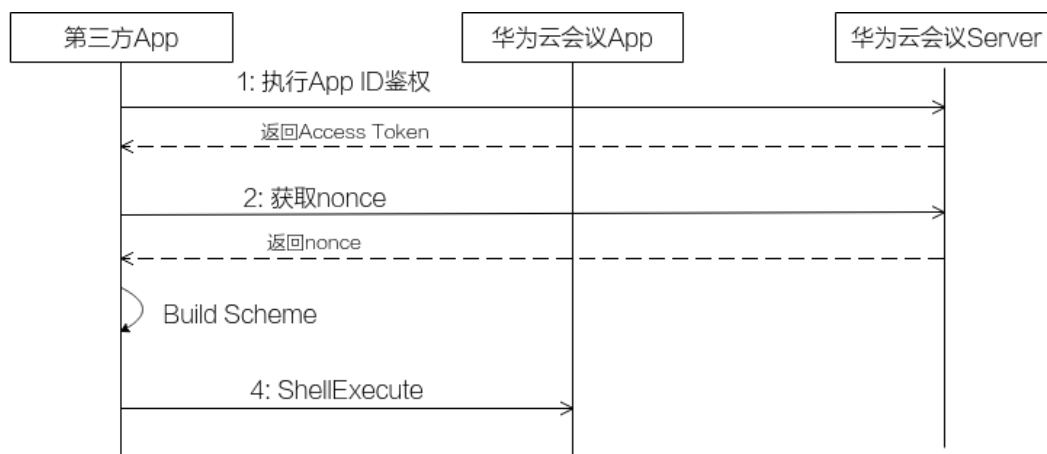 第三方App
华为云会议App
华为云会议Server
1: 执行App ID鉴权
返回Access Token
2: 获取nonce
返回nonce
Build Scheme
4: ShellExecute